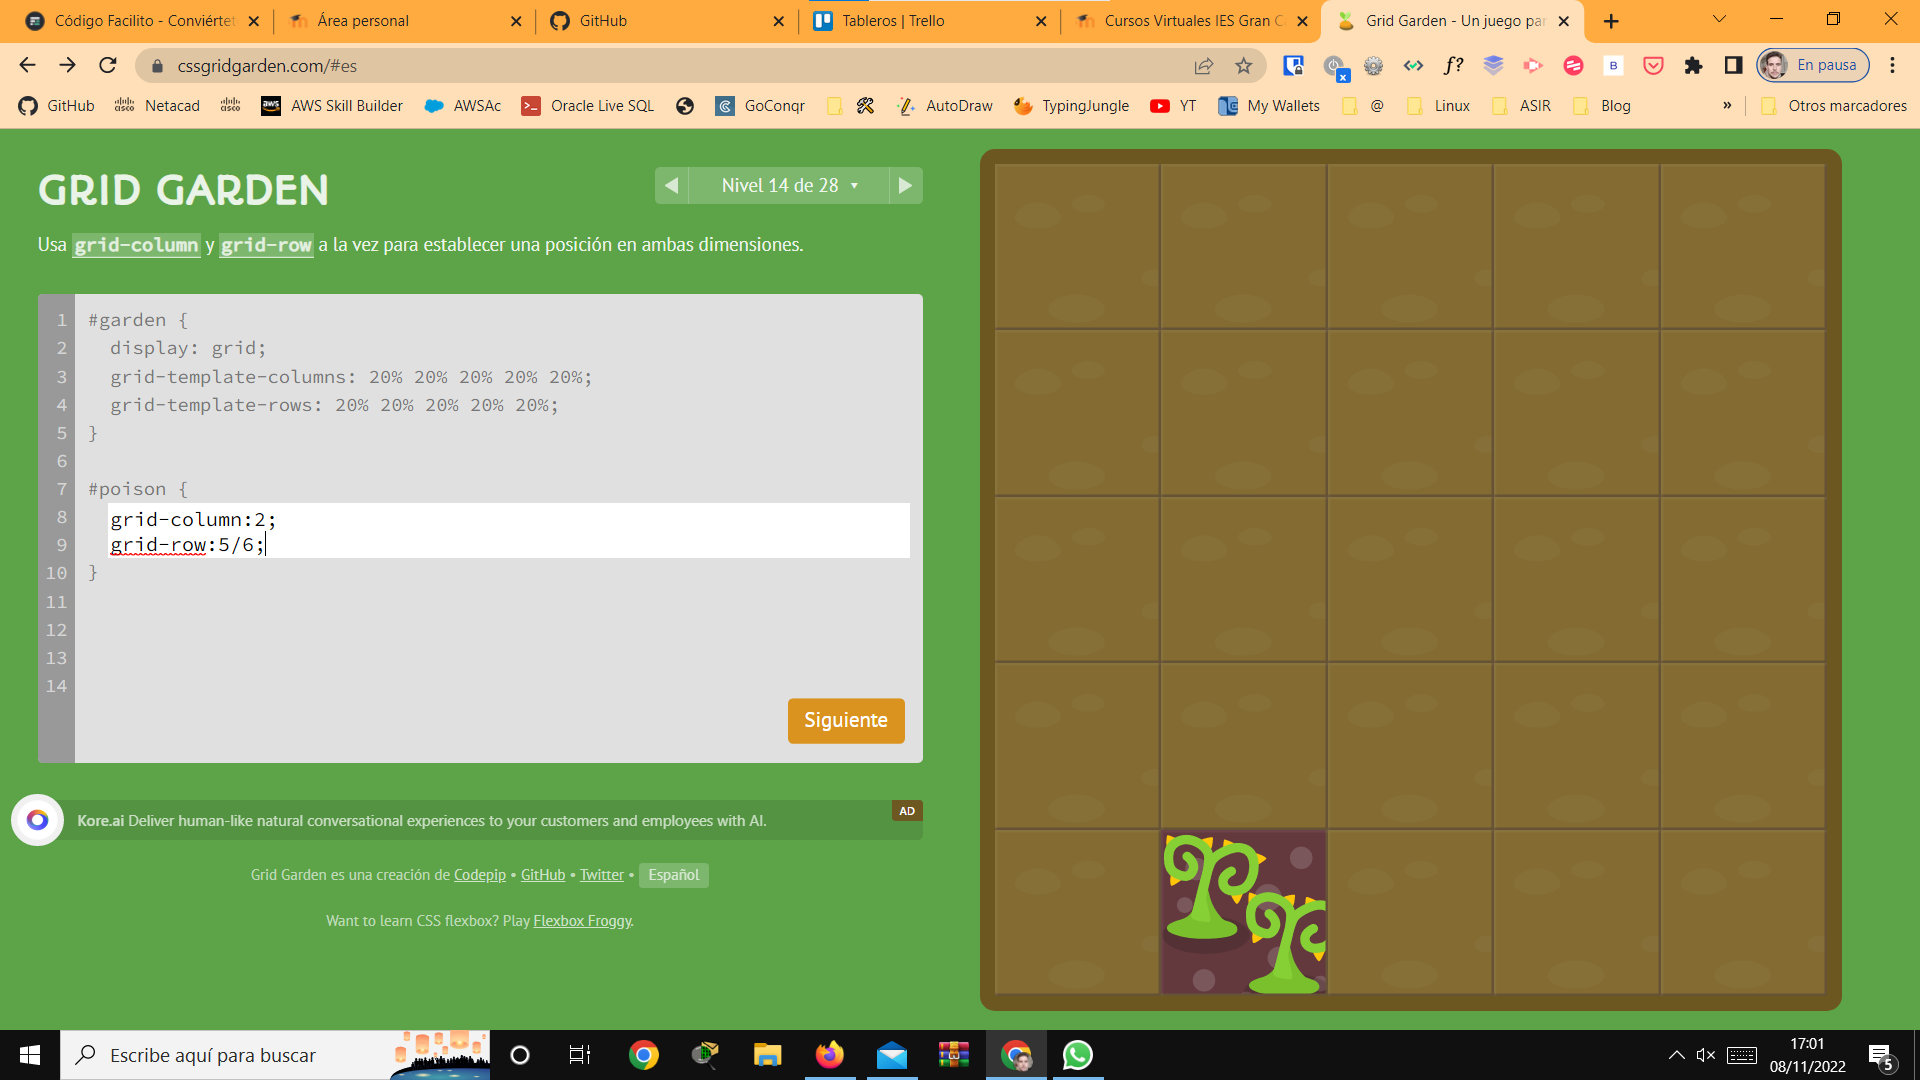 Código Facilito - Conviértet
Área personal
GitHub
Tableros | Trello
Cursos Virtuales IES Gran C
Grid Garden - Un juego par
cssgridgarden.com/#es
f?
B
En pausa
GitHub
Netacad
AWS Skill Builder
AWSAc
Oracle Live SQL
GoConqr
AutoDraw
TypingJungle
YT
My Wallets
@
Linux
ASIR
Blog
»
Otros marcadores
GRID GARDEN
Nivel 14 de 28
Usa grid-column y grid-row a la vez para establecer una posición en ambas dimensiones.
1 #garden {
2 display: grid;
3 grid-template-columns: 20% 20% 20% 20% 20%;
4 grid-template-rows: 20% 20% 20% 20% 20%;
5 }
6
7 #poison {
8 grid-column:2;
9 grid-row:5/6;
10 }
11
12
13
14
Siguiente
Kore.ai Deliver human-like natural conversational experiences to your customers and employees with AI.
AD
Grid Garden es una creación de Codepip • GitHub • Twitter • Español
Want to learn CSS flexbox? Play Flexbox Froggy.
Escribe aquí para buscar
17:01
08/11/2022
5